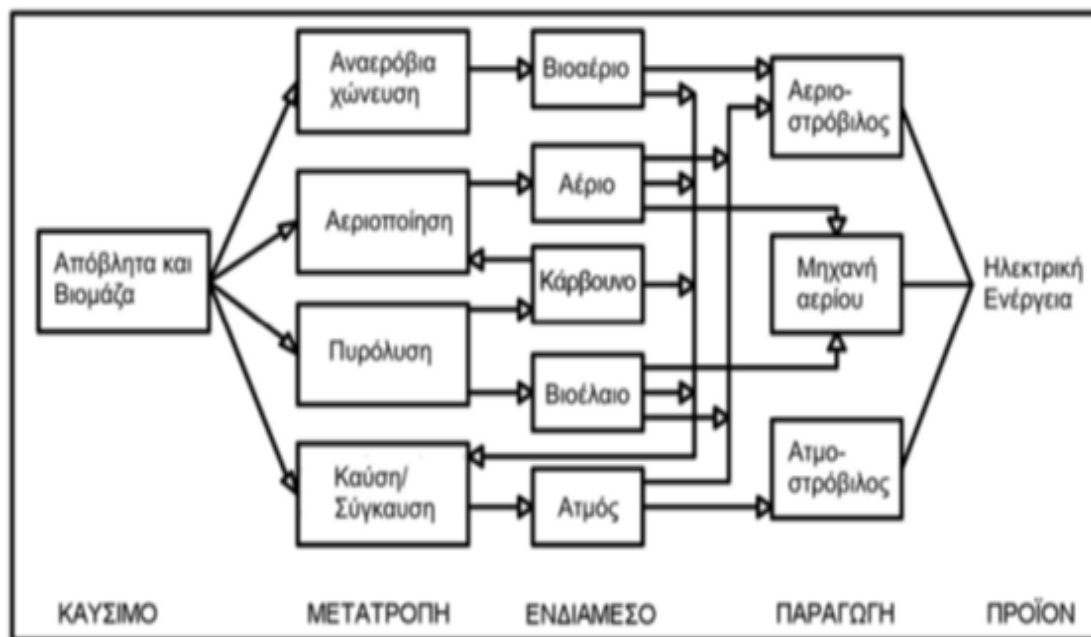 Αναερόβια
χώνευση
Βιοαέριο
Αεριο-
στρόβιλος
Αεριοποίηση
Αέριο
Απόβλητα και
Βιομάζα
Κάρβουνο
Μηχανή
αερίου
Ηλεκτρική
Ενέργεια
Πυρόλυση
Βιοέλαιο
Καύση/
Σύγκαυση
Ατμός
Ατμο-
στρόβιλος
ΚΑΥΣΙΜΟ
ΜΕΤΑΤΡΟΠΗ
ΕΝΔΙΑΜΕΣΟ
ΠΑΡΑΓΩΓΗ
ΠΡΟΪΟΝ